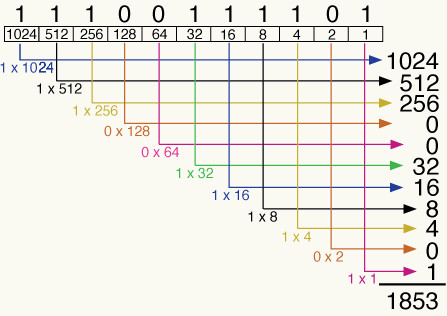 1 1 1 0 0 1 1 1 1 0 1
1024 512 256 128 64 32 16 8 4 2 1
1 x 1024 1024
1 x 512 512
1 x 256 256
0 x 128 0
0 x 64 0
1 x 32 32
1 x 16 16
1 x 8 8
1 x 4 4
0 x 2 0
1 x 1 1
1853